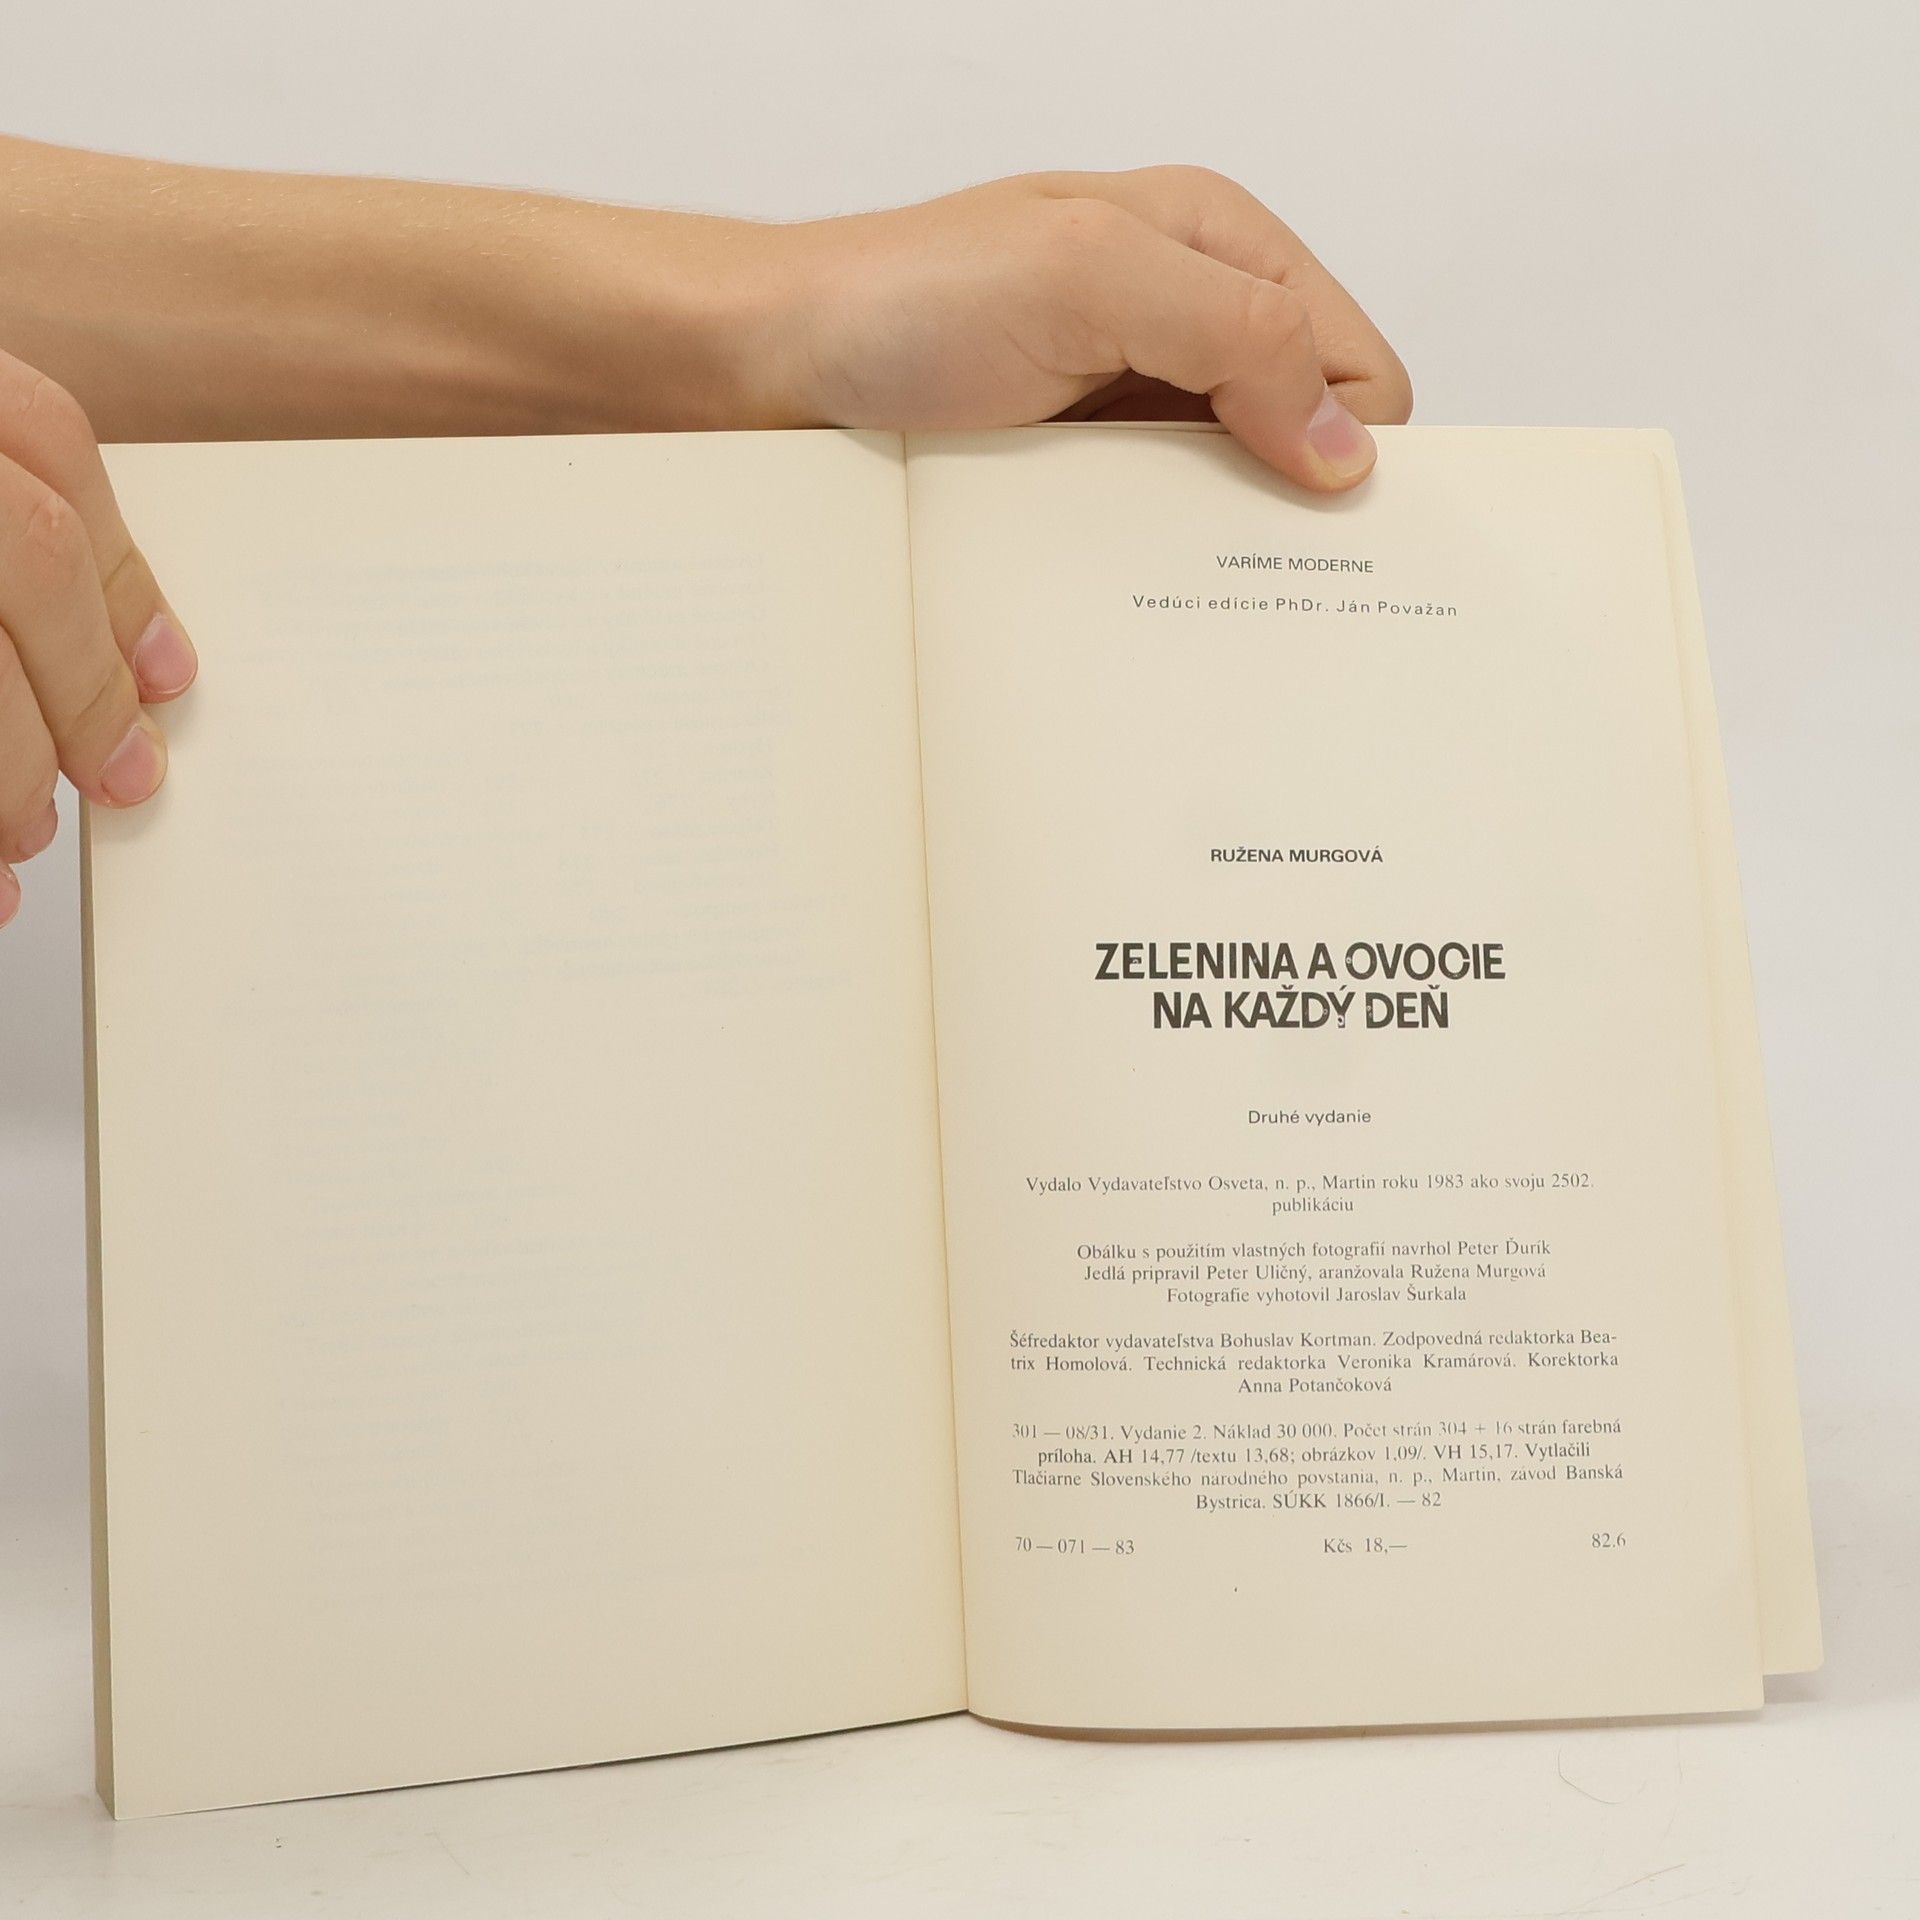 VARÍME MODERNE
Vedúci edície PhDr. Ján Považan
RUŽENA MURGOVÁ
ZELENINA A OVOCIE
NA KAŽDÝ DEŇ
Druhé vydanie
Vydalo Vydavateľstvo Osveta, n. p., Martin roku 1983 ako svoju 2502.
publikáciu
Obálku s použitím vlastných fotografií navrhol Peter Ďurík
Jedlá pripravil Peter Uličný, aranžovala Ružena Murgová
Fotografie vyhotovil Jaroslav Šurkala
Šéfredaktor vydavateľstva Bohuslav Kortman. Zodpovedná redaktorka Bea-
trix Homolová. Technická redaktorka Veronika Kramárová. Korektorka
Anna Potančoková
301 — 08/31. Vydanie 2. Náklad 30 000. Počet strán 304 + 16 strán farebná
príloha. AH 14,77 /textu 13,68; obrázkov 1,09/. VH 15,17. Vytlačili
Tlačiarne Slovenského národného povstania, n. p., Martin, závod Banská
Bystrica. SÚKK 1866/I. — 82
70 — 071 — 83 Kčs 18,— 82.6